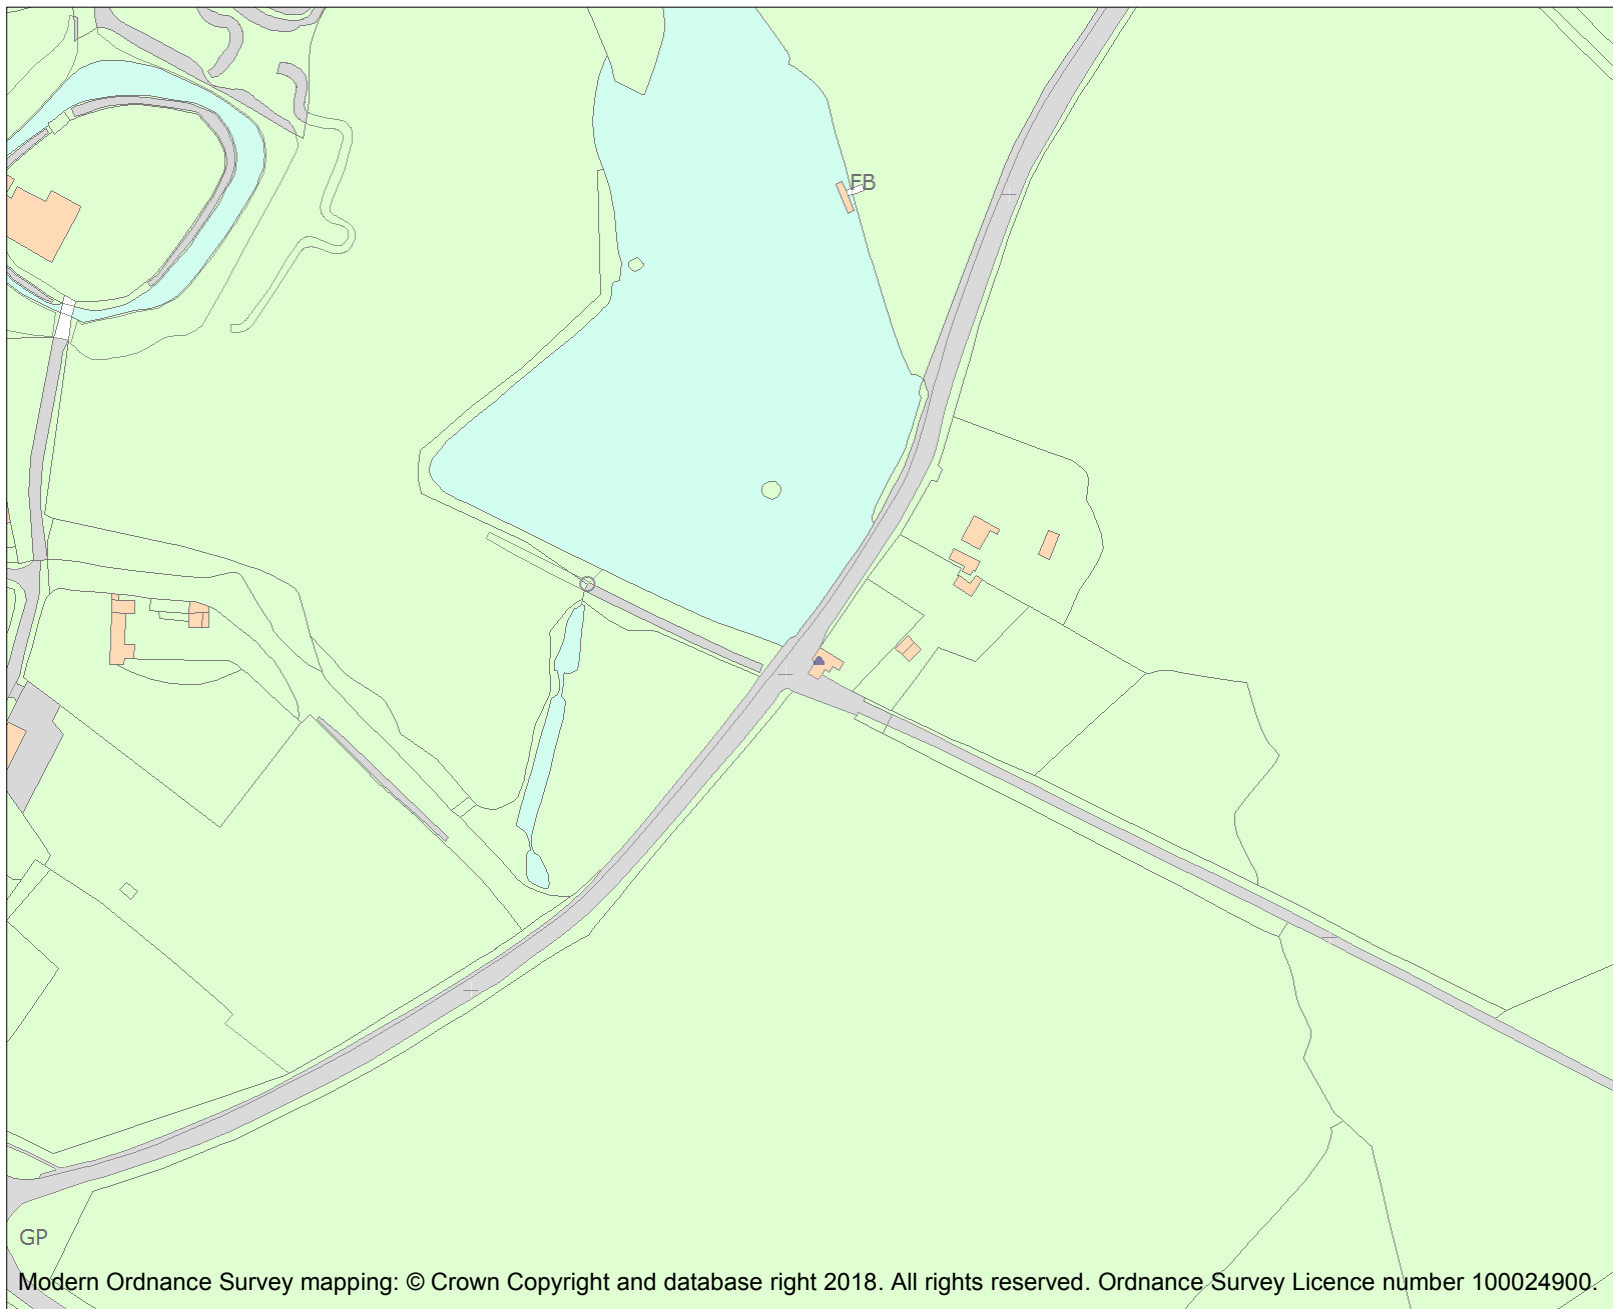 FB
GP
Modern Ordnance Survey mapping: © Crown Copyright and database right 2018. All rights reserved. Ordnance Survey Licence number 100024900.